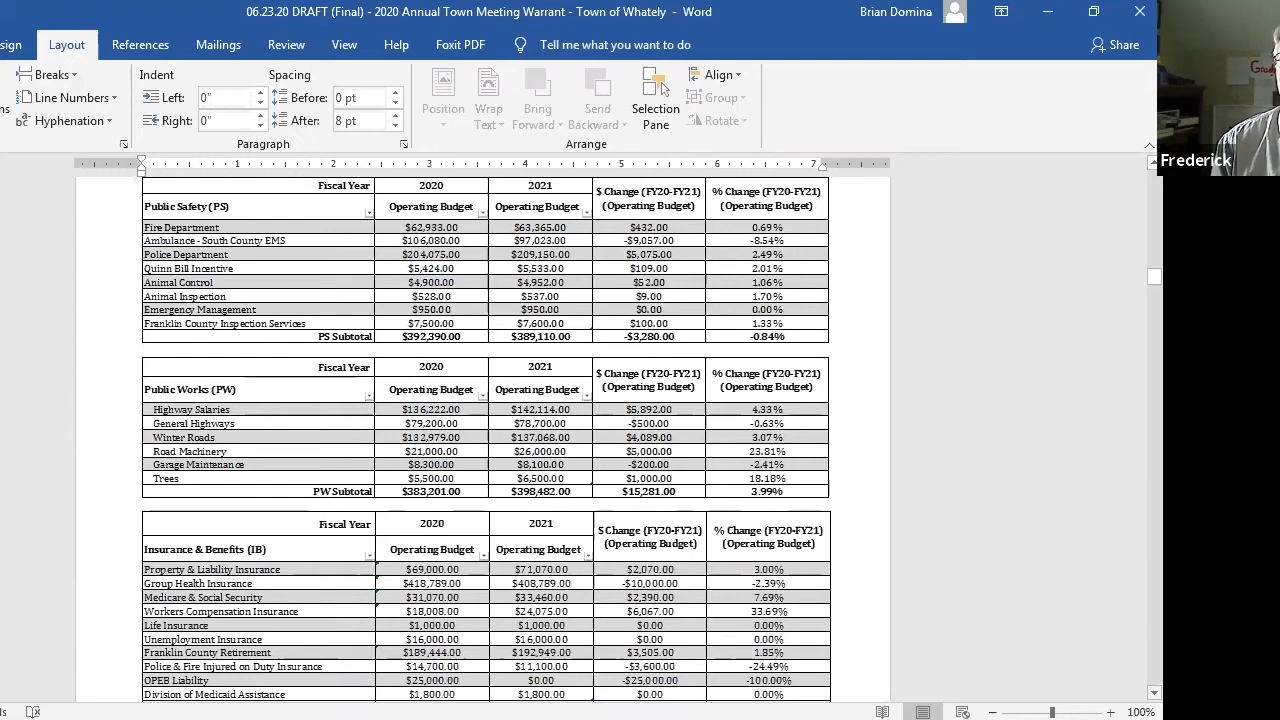 06.23.20 DRAFT (Final) - 2020 Annual Town Meeting Warrant - Town of Whately - Word
Brian Domina
sign Layout References Mailings Review View Help Foxit PDF Tell me what you want to do Share
Breaks Indent Spacing Align
Line Numbers Left: 0" Before: 0 pt Group
Hyphenation Right: 0" After: 8 pt Rotate
Position Wrap Text Bring Forward Send Backward Selection Pane
Paragraph Arrange
Frederick
1 2 3 4 5 6 7
Fiscal Year 2020 2021 $ Change (FY20-FY21) % Change (FY20-FY21)
Public Safety (PS) Operating Budget Operating Budget (Operating Budget) (Operating Budget)
Fire Department $62,933.00 $63,365.00 $432.00 0.69%
Ambulance - South County EMS $106,080.00 $97,023.00 -$9,057.00 -8.54%
Police Department $204,075.00 $209,150.00 $5,075.00 2.49%
Quinn Bill Incentive $5,424.00 $5,533.00 $109.00 2.01%
Animal Control $4,900.00 $4,952.00 $52.00 1.06%
Animal Inspection $528.00 $537.00 $9.00 1.70%
Emergency Management $950.00 $950.00 $0.00 0.00%
Franklin County Inspection Services $7,500.00 $7,600.00 $100.00 1.33%
PS Subtotal $392,390.00 $389,110.00 -$3,280.00 -0.84%
Fiscal Year 2020 2021 $ Change (FY20-FY21) % Change (FY20-FY21)
Public Works (PW) Operating Budget Operating Budget (Operating Budget) (Operating Budget)
Highway Salaries $136,222.00 $142,114.00 $5,892.00 4.33%
General Highways $79,200.00 $78,700.00 -$500.00 -0.63%
Winter Roads $132,979.00 $137,068.00 $4,089.00 3.07%
Road Machinery $21,000.00 $26,000.00 $5,000.00 23.81%
Garage Maintenance $8,300.00 $8,100.00 -$200.00 -2.41%
Trees $5,500.00 $6,500.00 $1,000.00 18.18%
PW Subtotal $383,201.00 $398,482.00 $15,281.00 3.99%
Fiscal Year 2020 2021 $ Change (FY20-FY21) % Change (FY20-FY21)
Insurance & Benefits (IB) Operating Budget Operating Budget (Operating Budget) (Operating Budget)
Property & Liability Insurance $69,000.00 $71,070.00 $2,070.00 3.00%
Group Health Insurance $418,789.00 $408,789.00 -$10,000.00 -2.39%
Medicare & Social Security $31,070.00 $33,460.00 $2,390.00 7.69%
Workers Compensation Insurance $18,008.00 $24,075.00 $6,067.00 33.69%
Life Insurance $1,000.00 $1,000.00 $0.00 0.00%
Unemployment Insurance $16,000.00 $16,000.00 $0.00 0.00%
Franklin County Retirement $189,444.00 $192,949.00 $3,505.00 1.85%
Police & Fire Injured on Duty Insurance $14,700.00 $11,100.00 -$3,600.00 -24.49%
OPEB Liability $25,000.00 $0.00 -$25,000.00 -100.00%
Division of Medicaid Assistance $1,800.00 $1,800.00 $0.00 0.00%
100%